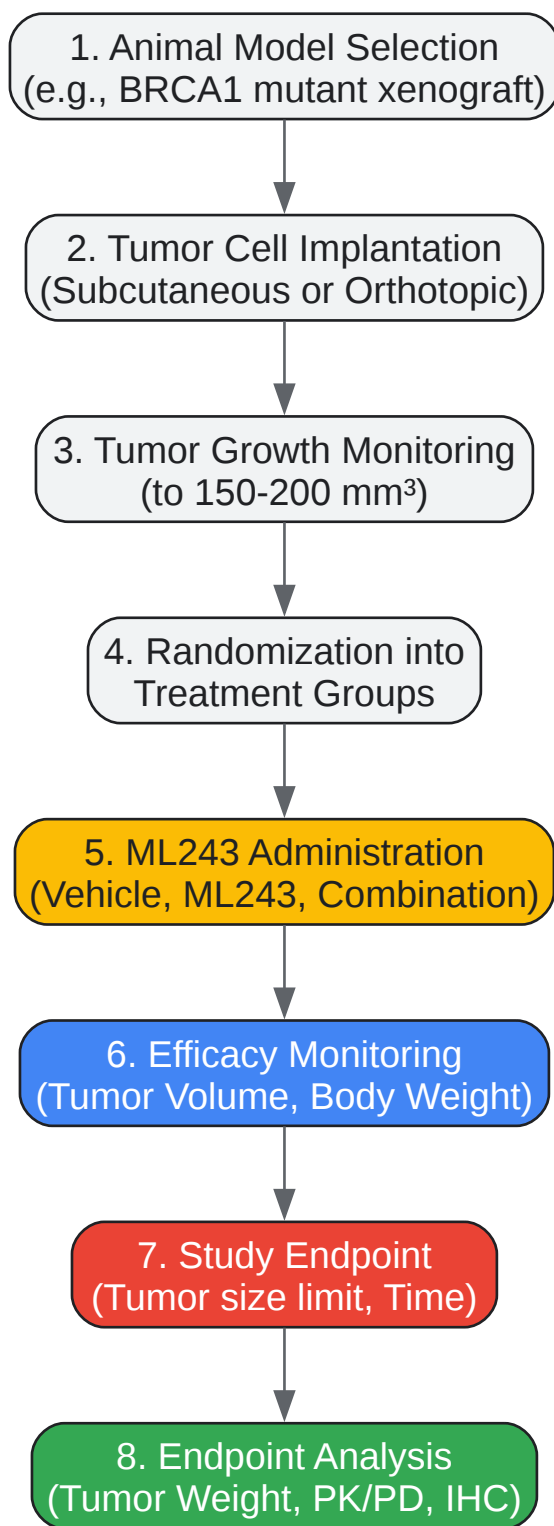 1. Animal Model Selection
(e.g., BRCA1 mutant xenograft)
2. Tumor Cell Implantation
(Subcutaneous or Orthotopic)
3. Tumor Growth Monitoring
(to 150-200 mm³)
4. Randomization into
Treatment Groups
5. ML243 Administration
(Vehicle, ML243, Combination)
6. Efficacy Monitoring
(Tumor Volume, Body Weight)
7. Study Endpoint
(Tumor size limit, Time)
8. Endpoint Analysis
(Tumor Weight, PK/PD, IHC)